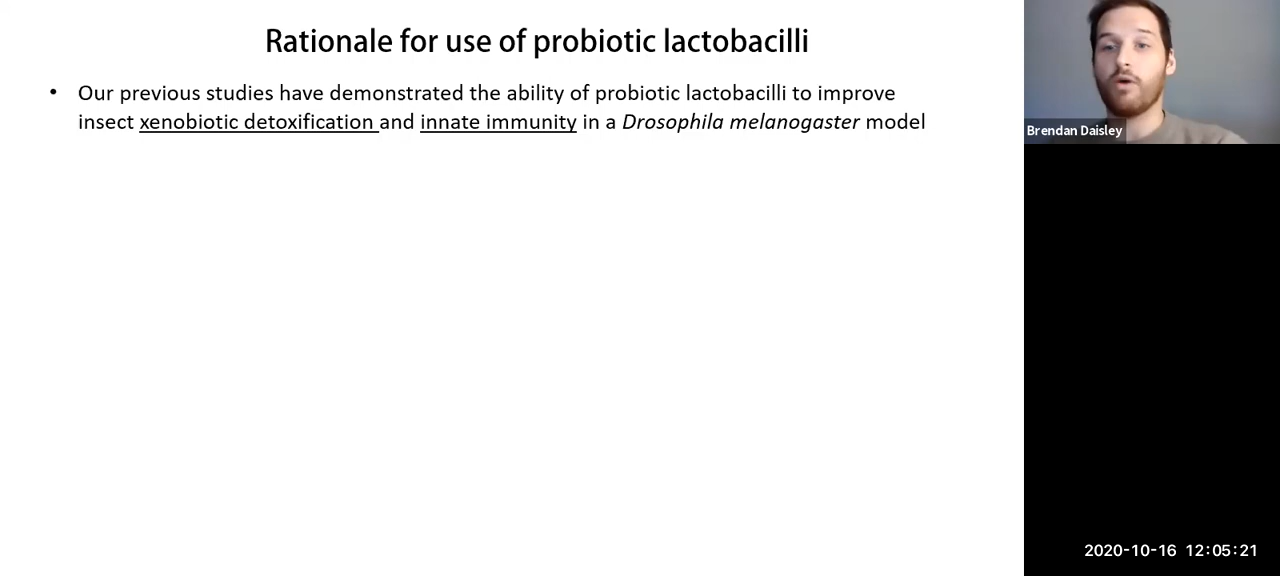 Rationale for use of probiotic lactobacilli
• Our previous studies have demonstrated the ability of probiotic lactobacilli to improve
insect xenobiotic detoxification and innate immunity in a Drosophila melanogaster model
Brendan Daisley
2020-10-16 12:05:21